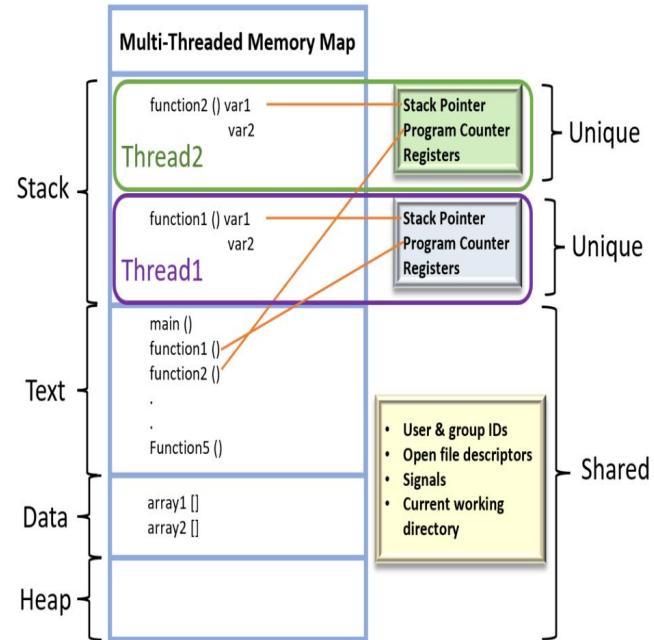 Multi-Threaded Memory Map
Stack
function2 () var1
var2
Thread2
Stack Pointer
Program Counter
Registers
Unique
function1 () var1
var2
Thread1
Stack Pointer
Program Counter
Registers
Unique
Text
main ()
function1 ()
function2 ()
.
.
Function5 ()
Data
array1 []
array2 []
Heap
• User & group IDs
• Open file descriptors
• Signals
• Current working
directory
Shared